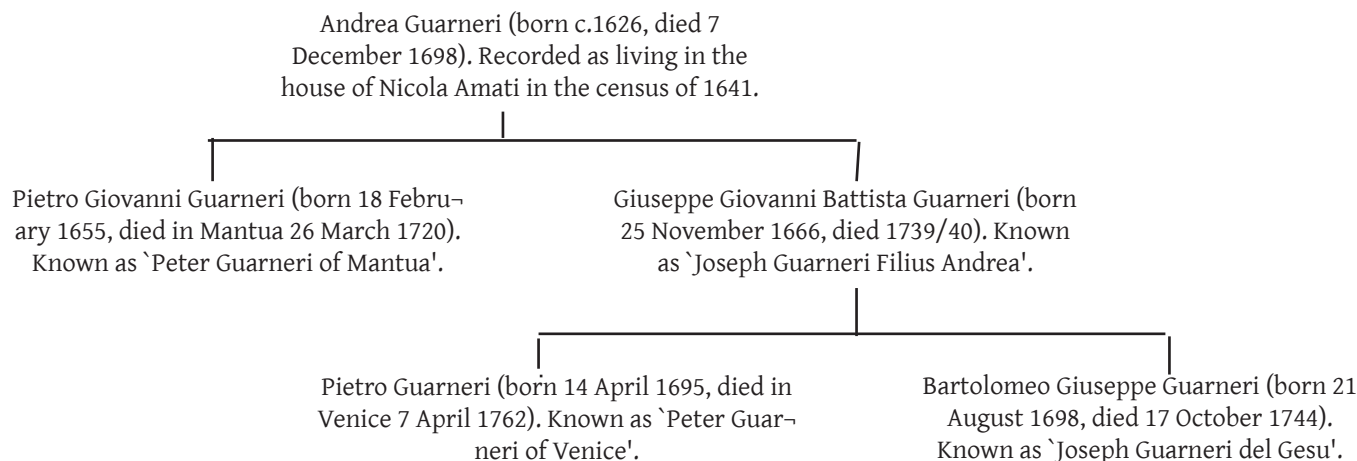 Andrea Guarneri (born c.1626, died 7
December 1698). Recorded as living in the
house of Nicola Amati in the census of 1641.
Pietro Giovanni Guarneri (born 18 Febru¬
ary 1655, died in Mantua 26 March 1720).
Known as `Peter Guarneri of Mantua'.
Giuseppe Giovanni Battista Guarneri (born
25 November 1666, died 1739/40). Known
as `Joseph Guarneri Filius Andrea'.
Pietro Guarneri (born 14 April 1695, died in
Venice 7 April 1762). Known as `Peter Guar¬
neri of Venice'.
Bartolomeo Giuseppe Guarneri (born 21
August 1698, died 17 October 1744).
Known as `Joseph Guarneri del Gesu'.